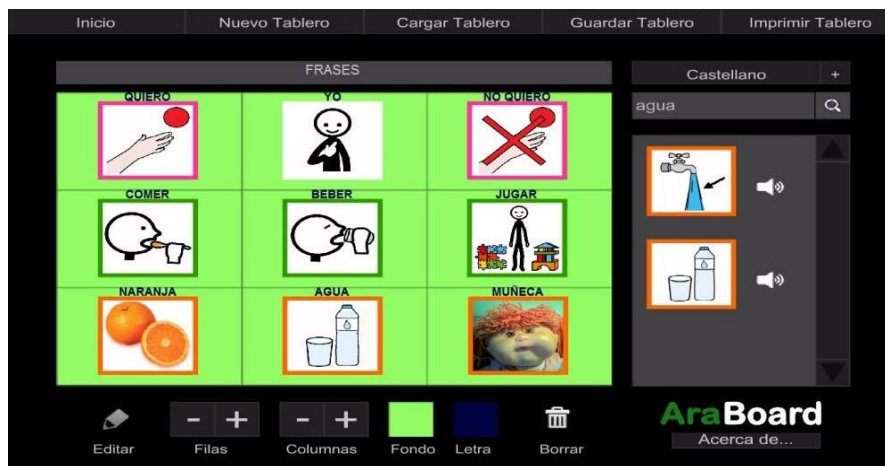 Inicio Nuevo Tablero Cargar Tablero Guardar Tablero Imprimir Tablero
FRASES
Castellano +
agua
QUIERO YO NO QUIERO
COMER BEBER JUGAR
NARANJA AGUA MUÑECA
- + - +
Editar Filas Columnas Fondo Letra Borrar
AraBoard
Acerca de...